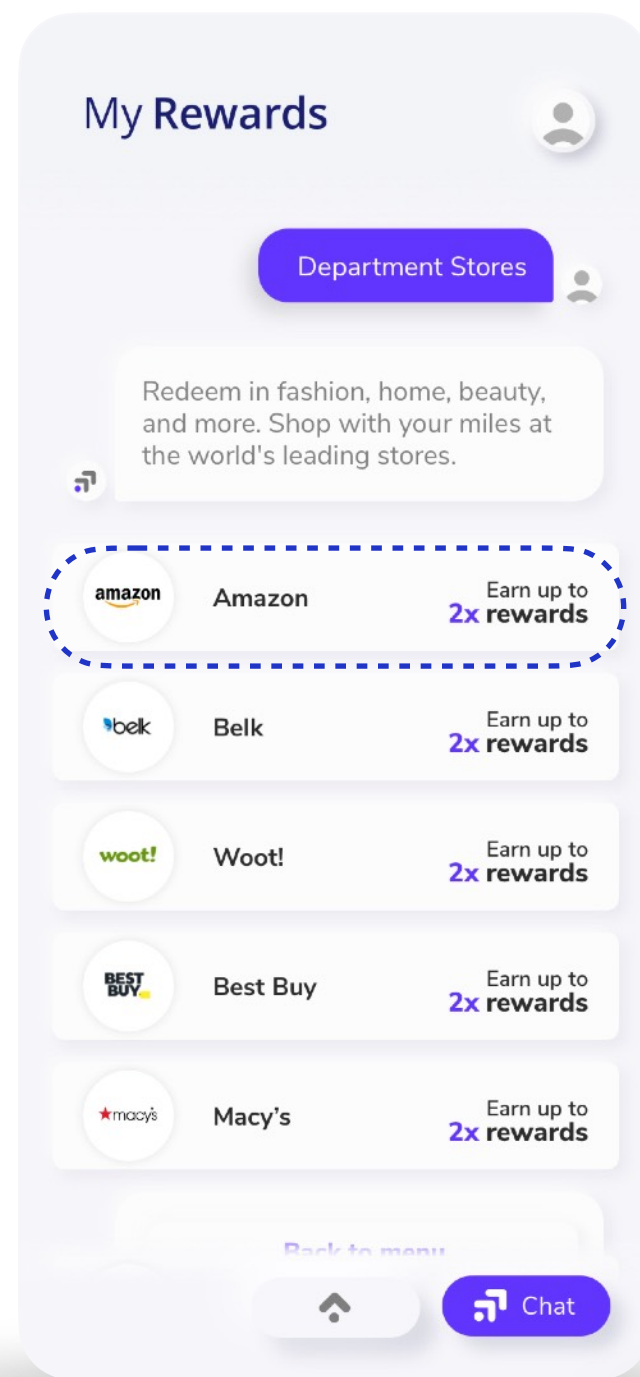 My Rewards
Department Stores
Redeem in fashion, home, beauty,
and more. Shop with your miles at
the world's leading stores.
amazon
Amazon
Earn up to
2x rewards
belk
Belk
Earn up to
2x rewards
woot!
Woot!
Earn up to
2x rewards
BEST
BUY
Best Buy
Earn up to
2x rewards
macy's
Macy’s
Earn up to
2x rewards
Back to menu
Chat